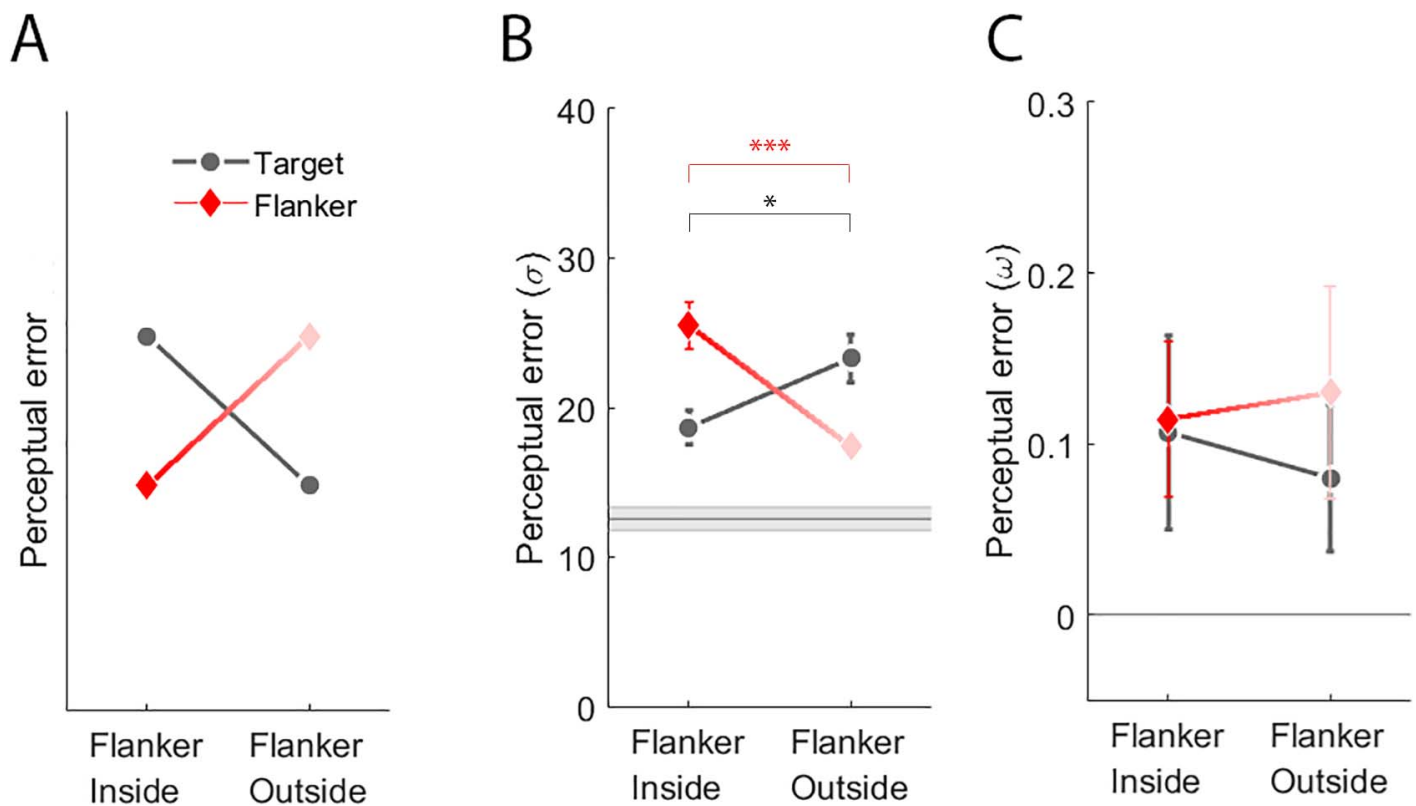 A
Perceptual error
Target
Flanker
Flanker
Inside
Flanker
Outside
B
Perceptual error (σ)
40
30
20
10
0
***
*
Flanker
Inside
Flanker
Outside
C
Perceptual error (ω)
0.3
0.2
0.1
0
Flanker
Inside
Flanker
Outside